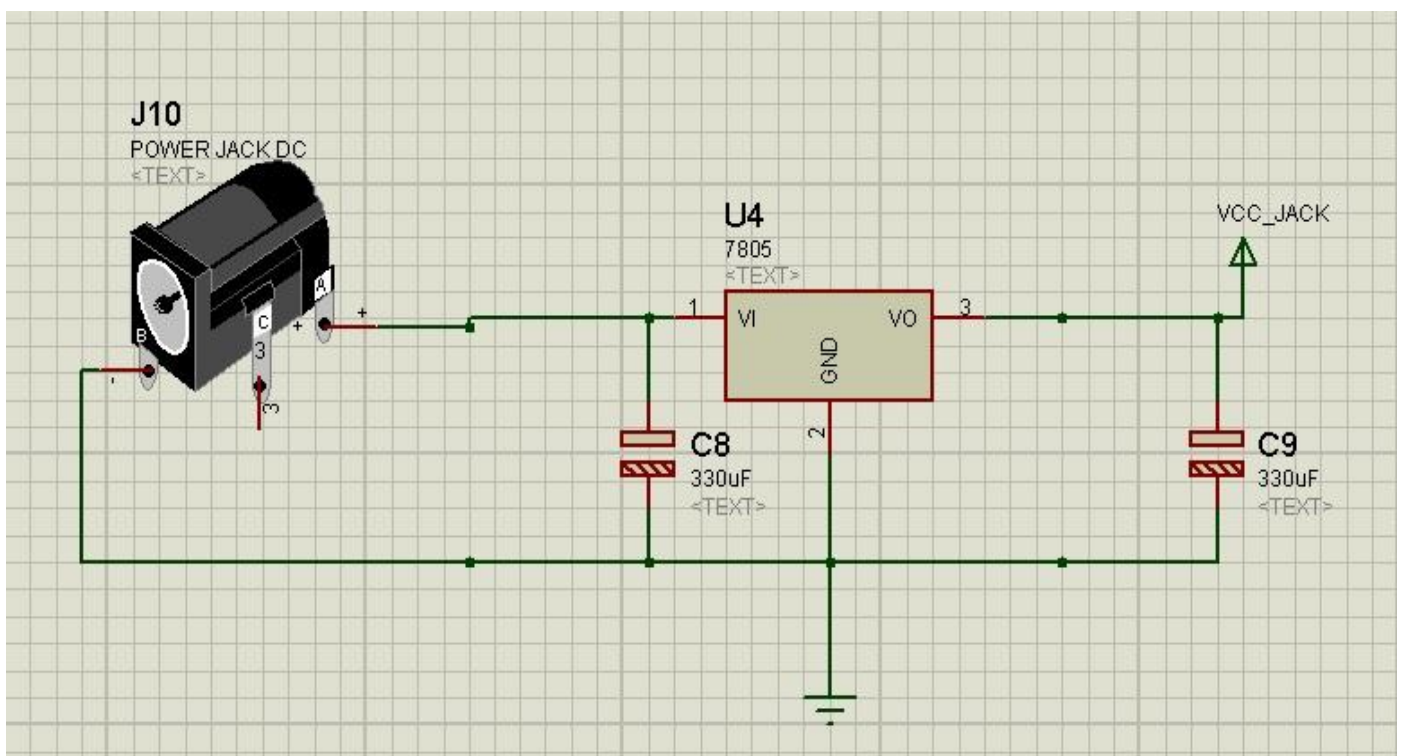 J10
POWER JACK DC
<TEXT>
A
B
C
3
+
+
-
3
U4
7805
<TEXT>
1
VI
VO
3
GND
2
VCC_JACK
C8
330uF
<TEXT>
C9
330uF
<TEXT>